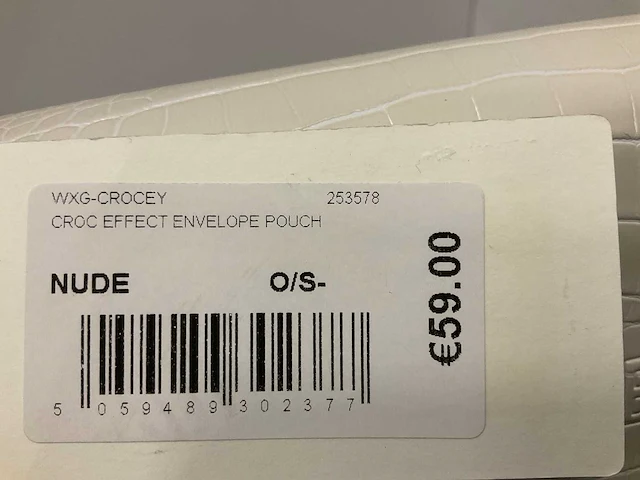 WXG-CROCEY 253578
CROC EFFECT ENVELOPE POUCH
NUDE O/S-
€59.00
5 059489 302377